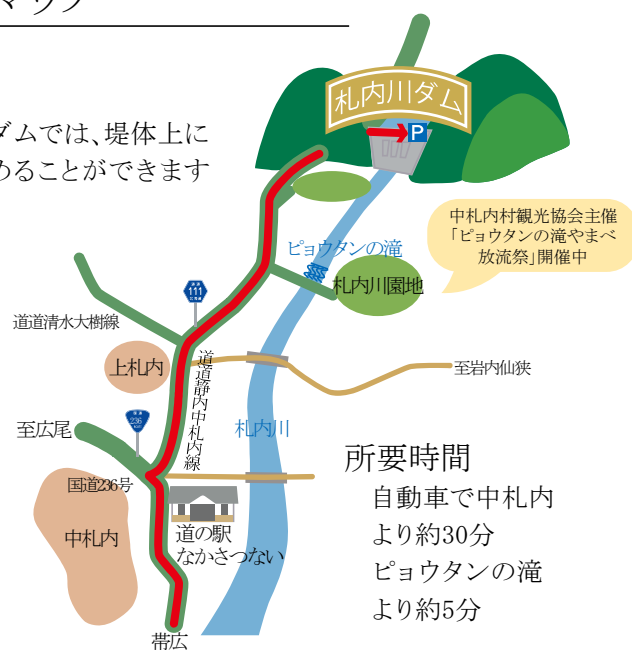 マップ
ダムでは、堤体上に
めることができます
札内川ダム
P
中札内村観光協会主催
「ピョウタンの滝やまべ
放流祭」開催中
ピョウタンの滝
札内川園地
111
道道清水大樹線
上札内
道道静内中札内線
至岩内仙狭
236
至広尾
札内川
国道236号
中札内
道の駅
なかさつない
帯広
所要時間
自動車で中札内
より約30分
ピョウタンの滝
より約5分